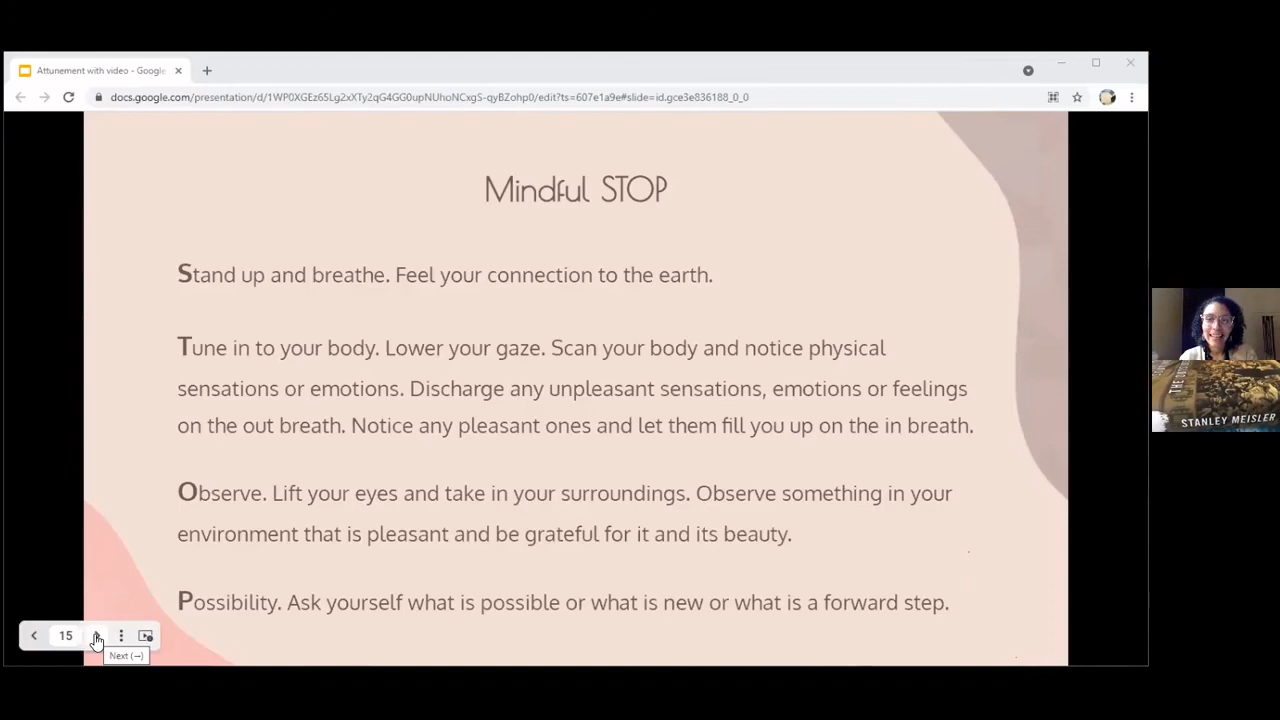 Attunement with video - Google
docs.google.com/presentation/d/1WP0XGEz65Lg2xXTy2qG4GG0upNUhoNCxgS-qyBZohp0/edit?ts=607e1a9e#slide=id.gce3e836188_0_0
Mindful STOP
Stand up and breathe. Feel your connection to the earth.
Tune in to your body. Lower your gaze. Scan your body and notice physical
sensations or emotions. Discharge any unpleasant sensations, emotions or feelings
on the out breath. Notice any pleasant ones and let them fill you up on the in breath.
Observe. Lift your eyes and take in your surroundings. Observe something in your
environment that is pleasant and be grateful for it and its beauty.
Possibility. Ask yourself what is possible or what is new or what is a forward step.
15
Next (→)
THE
STANLEY MEISLER